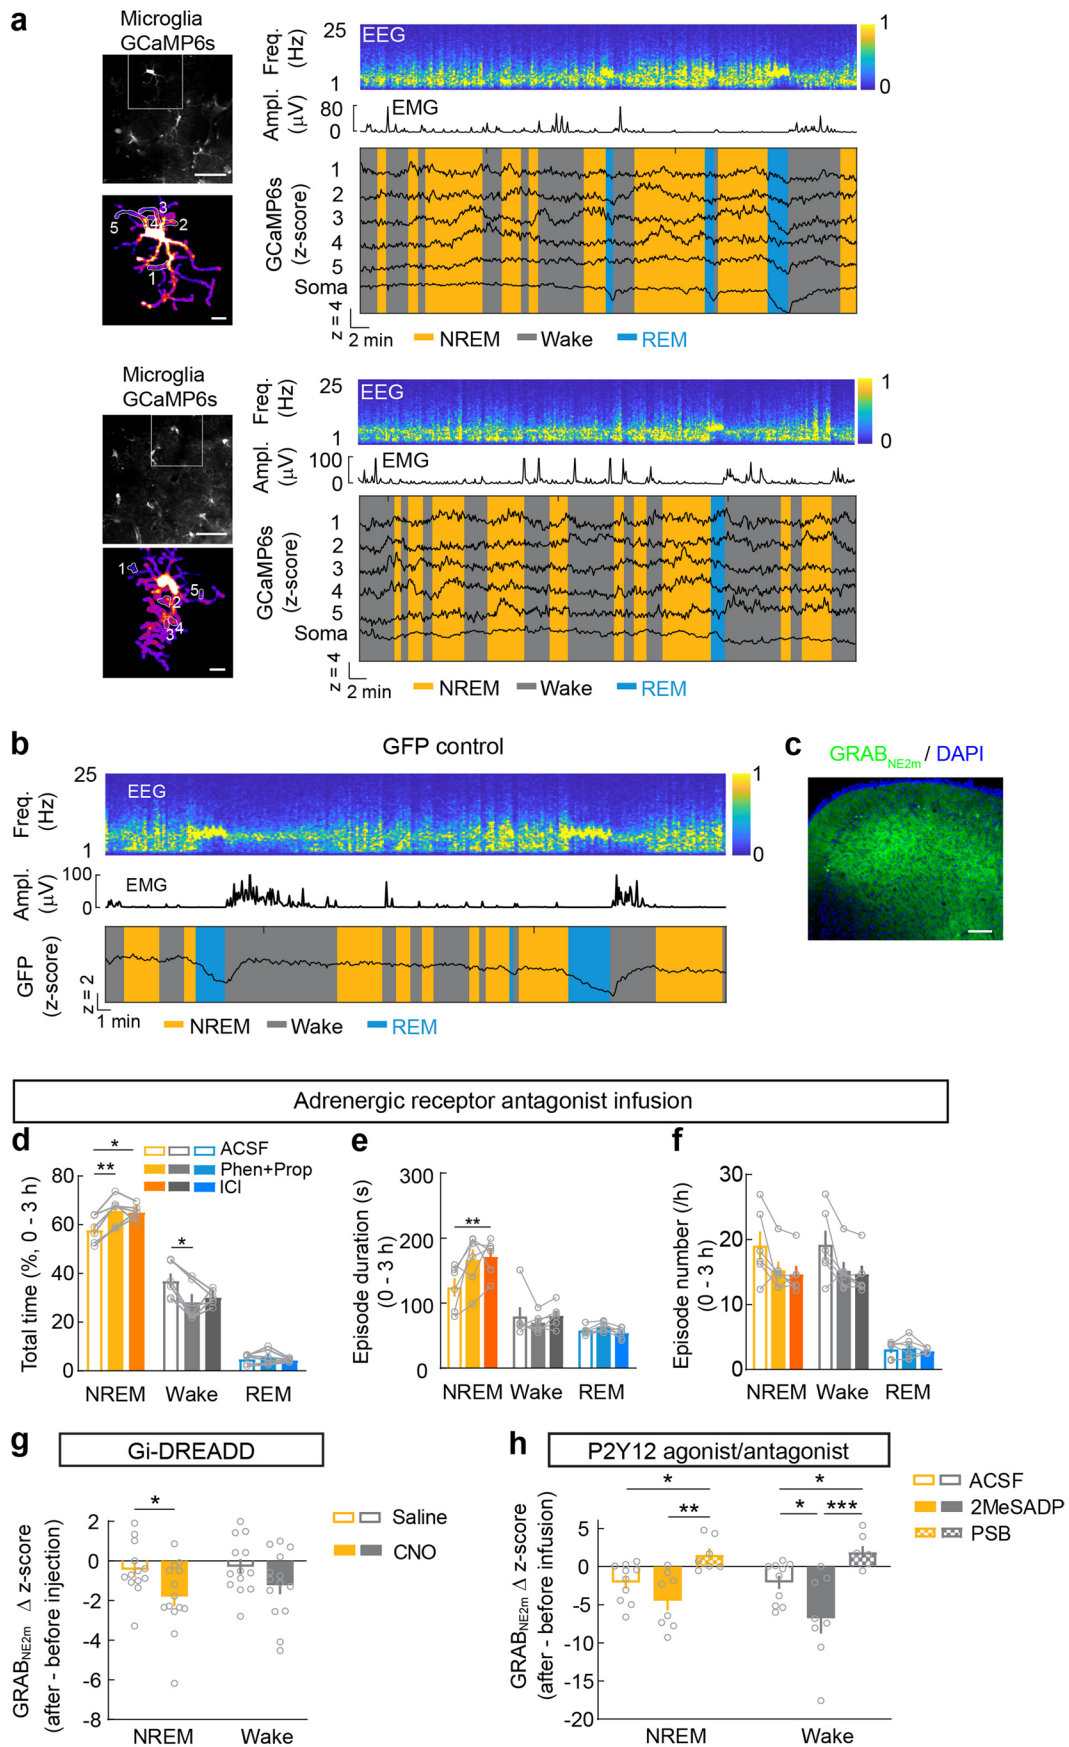 a
Microglia
GCaMP6s
25
1
Freq.
(Hz)
EEG
1
0
Ampl.
(μV)
80
0
EMG
GCaMP6s
(z-score)
1
2
3
4
5
Soma
5
3
4
2
1
z = 4
2 min
NREM
Wake
REM
Microglia
GCaMP6s
25
1
Freq.
(Hz)
EEG
1
0
Ampl.
(μV)
100
0
EMG
GCaMP6s
(z-score)
1
2
3
4
5
Soma
1
5
2
4
3
z = 4
2 min
NREM
Wake
REM
b
GFP control
25
1
Freq.
(Hz)
EEG
1
0
Ampl.
(μV)
100
0
EMG
GFP
(z-score)
z = 2
1 min
NREM
Wake
REM
c
GRABNE2m / DAPI
Adrenergic receptor antagonist infusion
d
Total time (%, 0 - 3 h)
80
60
40
20
0
*
**
*
ACSF
Phen+Prop
ICI
NREM
Wake
REM
e
Episode duration (s)
(0 - 3 h)
300
200
100
0
**
NREM
Wake
REM
f
Episode number (/h)
(0 - 3 h)
30
20
10
0
NREM
Wake
REM
g
Gi-DREADD
GRABNE2m Δ z-score
(after - before injection)
2
0
-2
-4
-6
-8
*
Saline
CNO
NREM
Wake
h
P2Y12 agonist/antagonist
GRABNE2m Δ z-score
(after - before infusion)
5
0
-5
-10
-15
-20
*
**
*
*
***
ACSF
2MeSADP
PSB
NREM
Wake